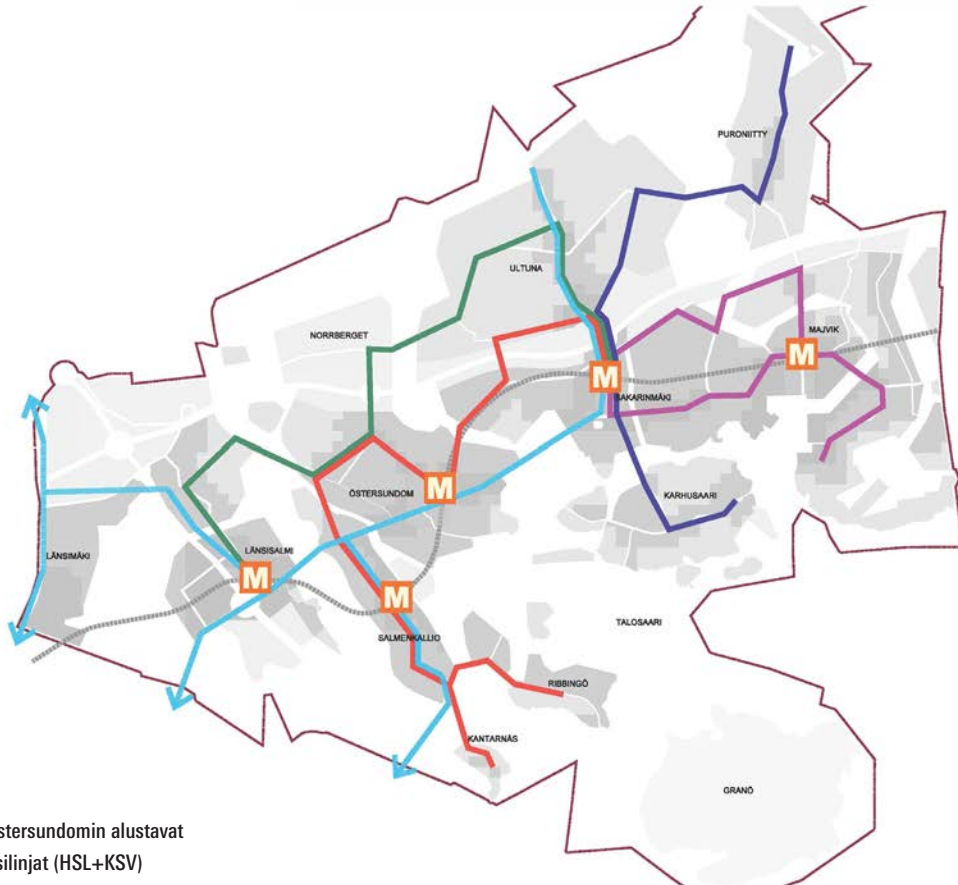 PURONIITTY
ULTUNA
NORRBERGET
MAJVIK
M
M
SAKARINMÄKI
M
ÖSTERSUNDOM
KARHUSAARI
LÄNSIMÄKI
LÄNSISALMI
M
M
TALOSAARI
SALMENKALLIO
RIBBINGÖ
KANTARNÄS
GRANÖ
stersundomin alustavat
silinjat (HSL+KSV)